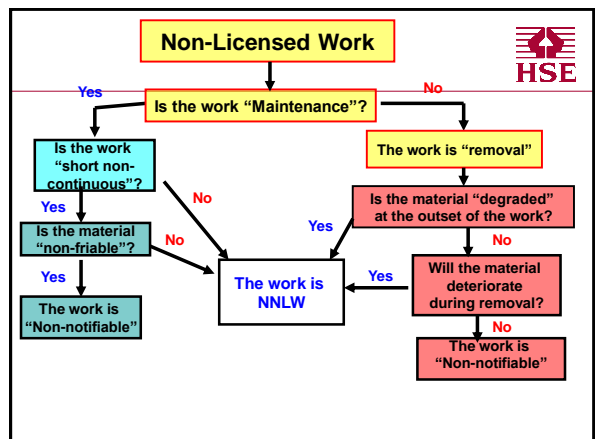 Non-Licensed Work
HSE
Yes
No
Is the work “Maintenance”?
Is the work
“short non-
continuous”?
The work is “removal”
No
Is the material “degraded”
at the outset of the work?
Yes
Yes
Is the material
“non-friable”?
No
No
The work is
NNLW
Yes
Will the material
deteriorate
during removal?
Yes
The work is
“Non-notifiable”
No
The work is
“Non-notifiable”